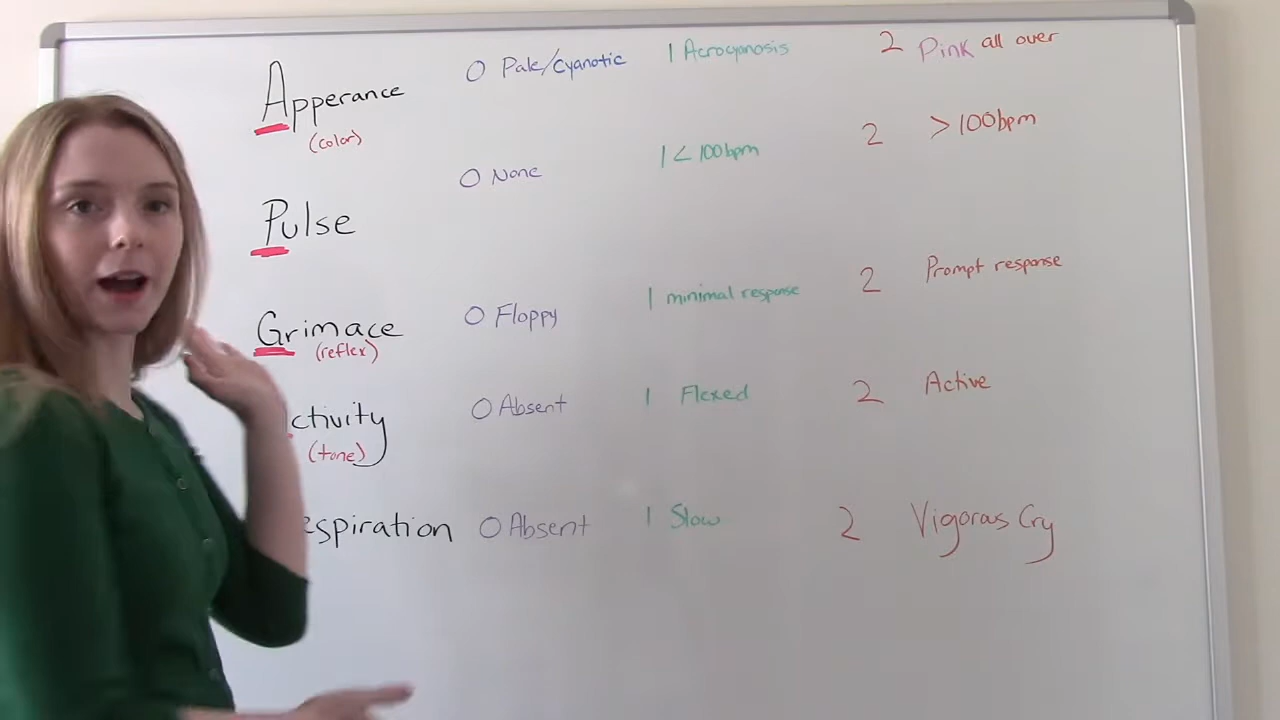 Apperance 0 Pale/Cyanotic 1 Acrocyanosis 2 Pink all over
(color)
Pulse 0 None 1 < 100bpm 2 > 100bpm
Grimace 0 Floppy 1 minimal response 2 Prompt response
(reflex)
ctivity 0 Absent 1 Flexed 2 Active
(tone)
espiration 0 Absent 1 Slow 2 Vigorous Cry